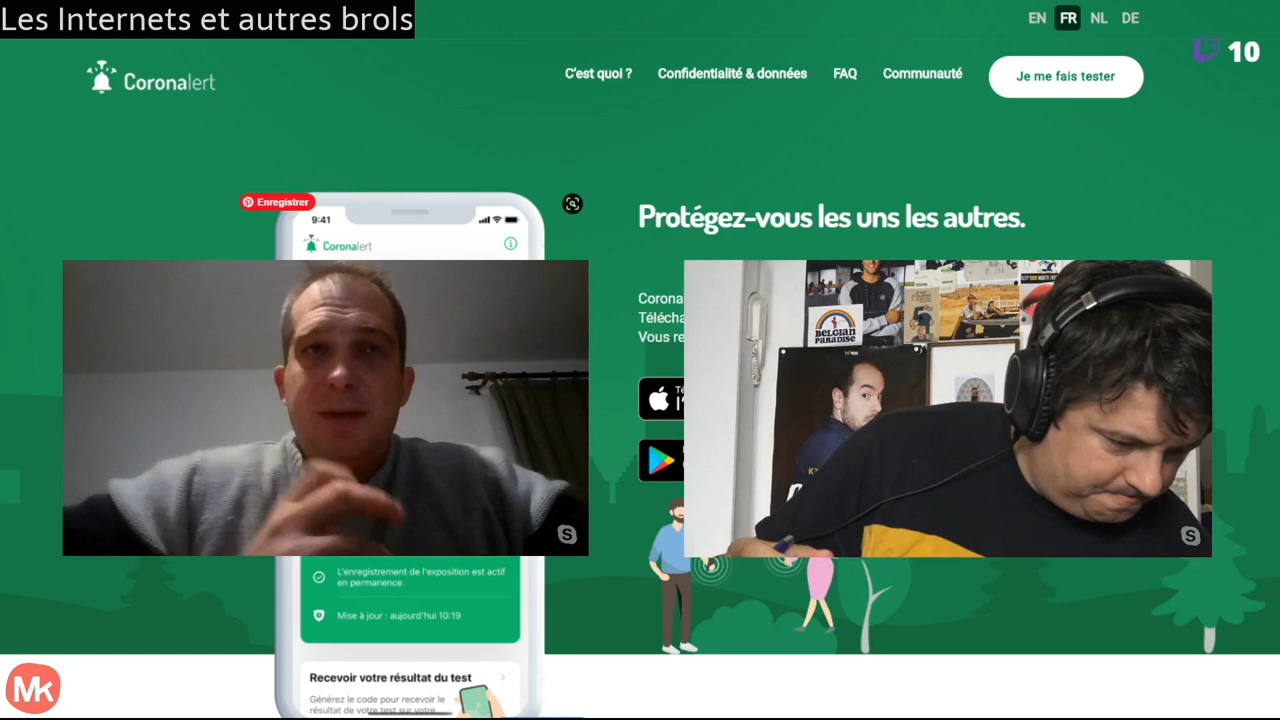 Les Internets et autres brols
EN FR NL DE
10
Coronalert
C'est quoi ?
Confidentialité & données
FAQ
Communauté
Je me fais tester
Enregistrer
9:41
Coronalert
Protégez-vous les uns les autres.
Corona
Télécha
Vous re
BELGIAN
PARADISE
L'enregistrement de l'exposition est actif
en permanence.
Mise à jour : aujourd'hui 10:19
Recevoir votre résultat du test
Générez le code pour recevoir le
résultat de votre test sur votre
Mk